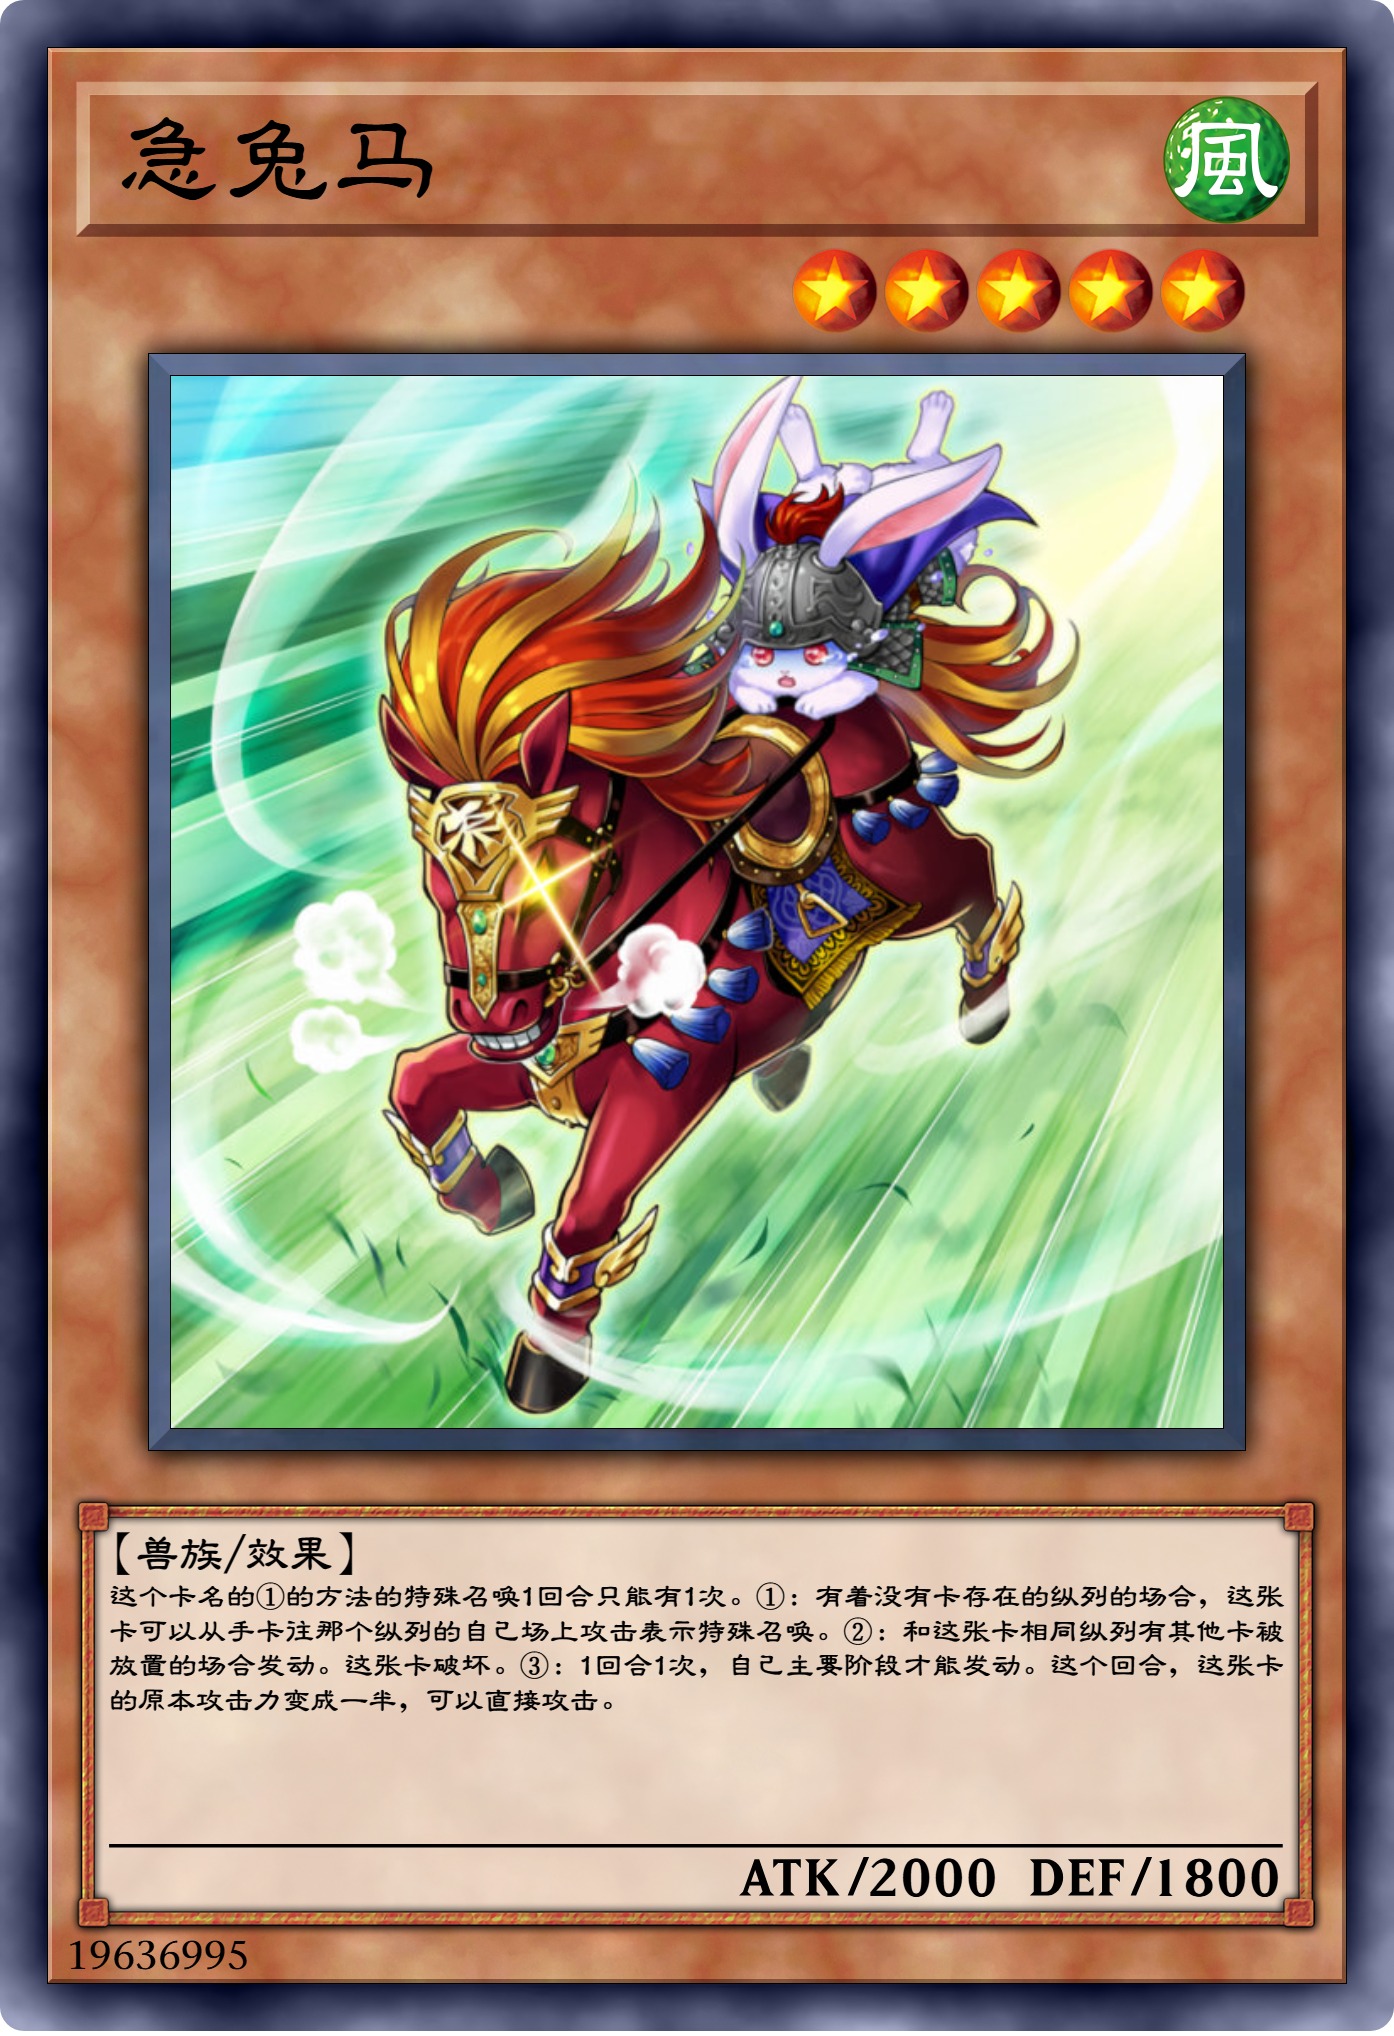 急兔马
風
【兽族/效果】
这个卡名的①的方法的特殊召唤1回合只能有1次。①：有着没有卡存在的纵列的场合，这张
卡可以从手卡往那个纵列的自己场上攻击表示特殊召唤。②：和这张卡相同纵列有其他卡被
放置的场合发动。这张卡破坏。③：1回合1次，自己主要阶段才能发动。这个回合，这张卡
的原本攻击力变成一半，可以直接攻击。
ATK/2000 DEF/1800
19636995